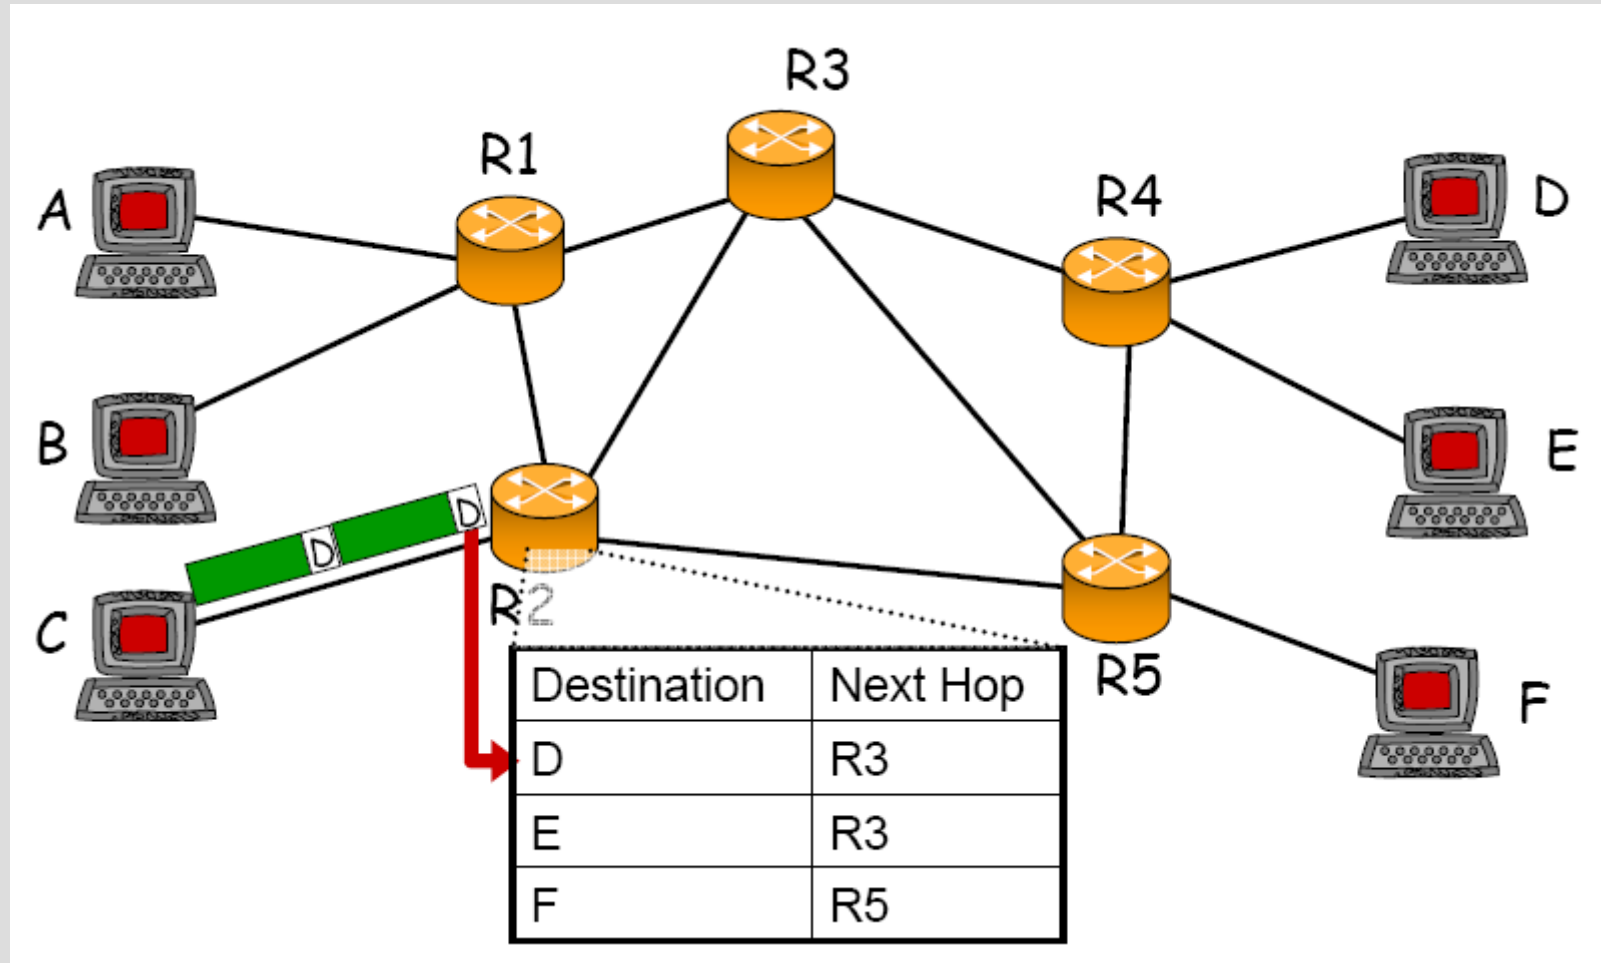 R3
R1
R4
A
D
B
E
D
D
C
R2
R5
F
Destination Next Hop
D R3
E R3
F R5